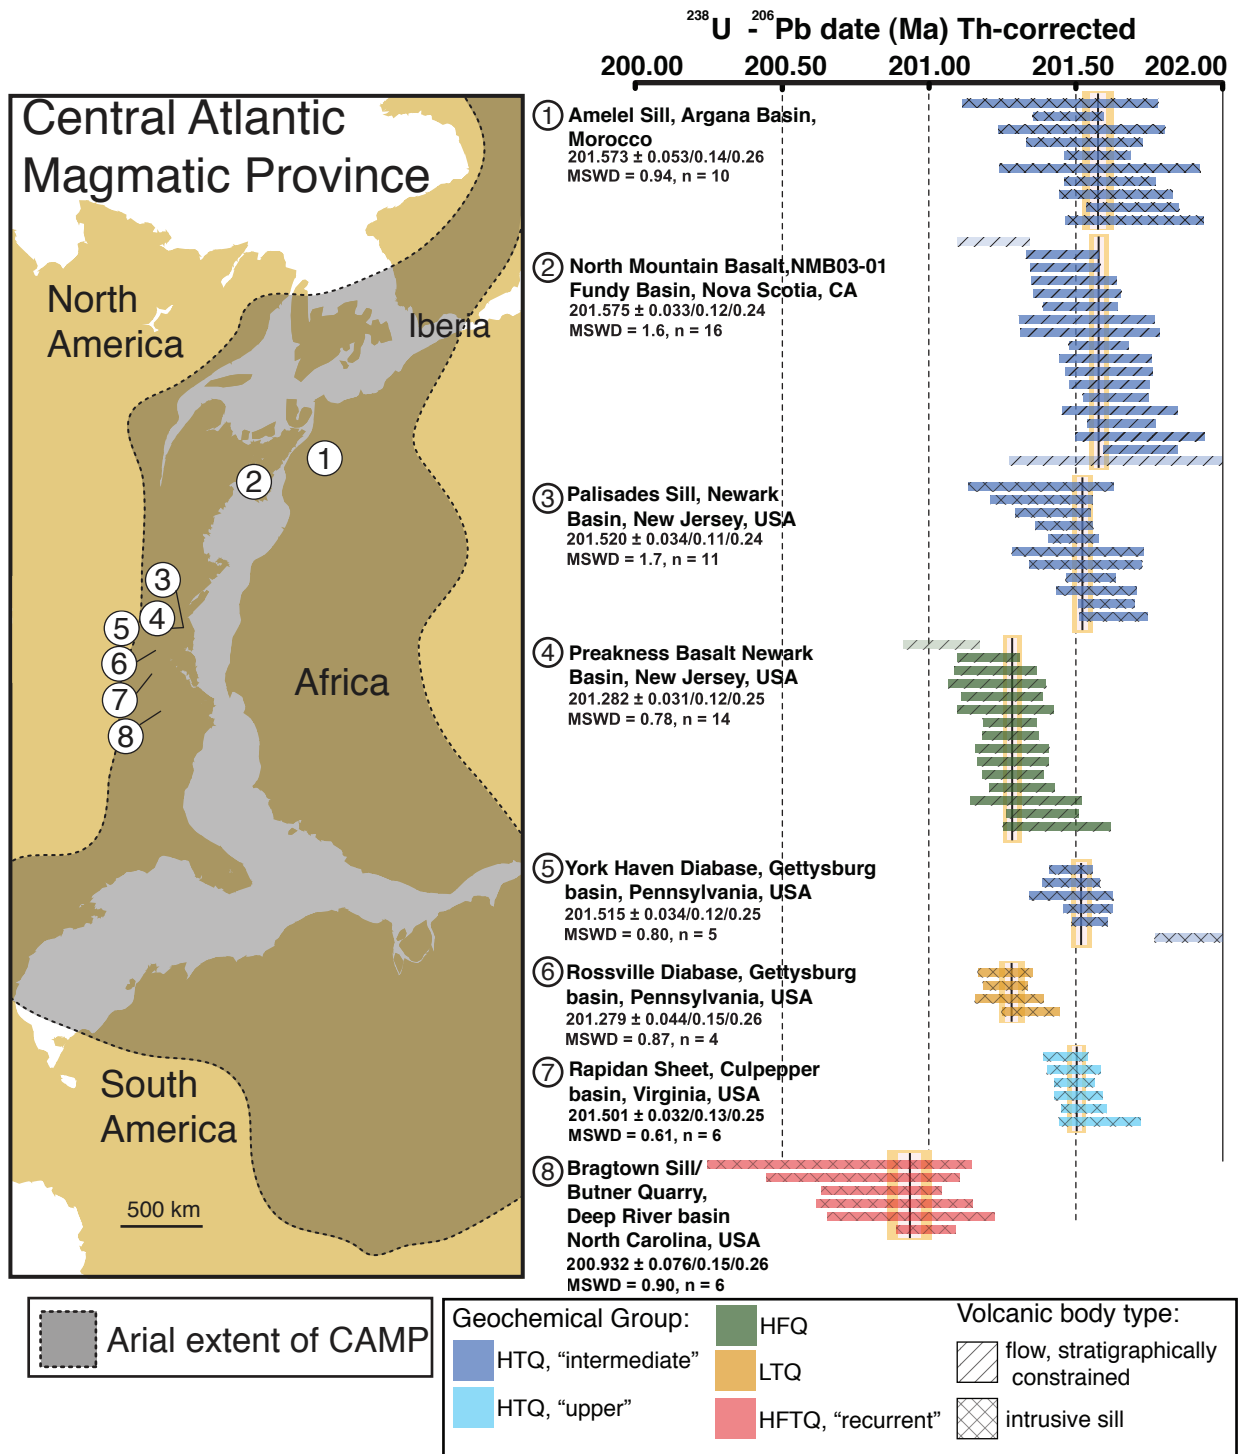 238U - 206Pb date (Ma) Th-corrected
200.00 200.50 201.00 201.50 202.00
Central Atlantic
Magmatic Province
North
America
Iberia
Africa
South
America
500 km
1
2
3
4
5
6
7
8
1 Amelel Sill, Argana Basin,
Morocco
201.573 ± 0.053/0.14/0.26
MSWD = 0.94, n = 10
2 North Mountain Basalt,NMB03-01
Fundy Basin, Nova Scotia, CA
201.575 ± 0.033/0.12/0.24
MSWD = 1.6, n = 16
3 Palisades Sill, Newark
Basin, New Jersey, USA
201.520 ± 0.034/0.11/0.24
MSWD = 1.7, n = 11
4 Preakness Basalt Newark
Basin, New Jersey, USA
201.282 ± 0.031/0.12/0.25
MSWD = 0.78, n = 14
5 York Haven Diabase, Gettysburg
basin, Pennsylvania, USA
201.515 ± 0.034/0.12/0.25
MSWD = 0.80, n = 5
6 Rossville Diabase, Gettysburg
basin, Pennsylvania, USA
201.279 ± 0.044/0.15/0.26
MSWD = 0.87, n = 4
7 Rapidan Sheet, Culpepper
basin, Virginia, USA
201.501 ± 0.032/0.13/0.25
MSWD = 0.61, n = 6
8 Bragtown Sill/
Butner Quarry,
Deep River basin
North Carolina, USA
200.932 ± 0.076/0.15/0.26
MSWD = 0.90, n = 6
Arial extent of CAMP
Geochemical Group:
HTQ, “intermediate”
HTQ, “upper”
HFQ
LTQ
HFTQ, “recurrent”
Volcanic body type:
flow, stratigraphically
constrained
intrusive sill